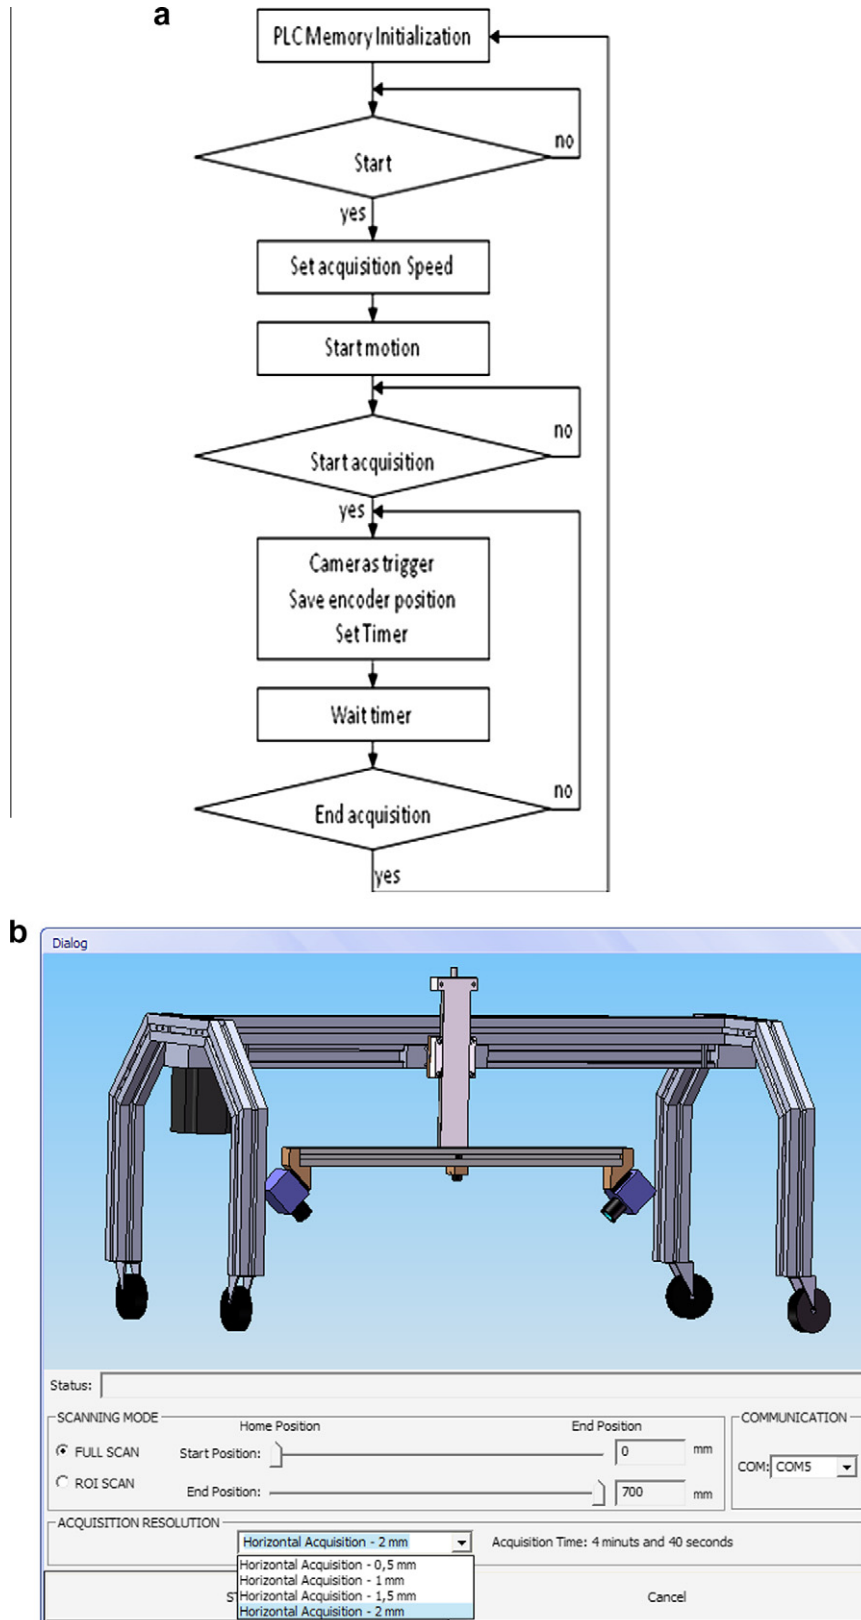 a
PLC Memory Initialization
no
Start
yes
Set acquisition Speed
Start motion
no
Start acquisition
yes
Cameras trigger
Save encoder position
Set Timer
Wait timer
no
End acquisition
yes
b
Dialog
Status:
SCANNING MODE
Home Position
End Position
COMMUNICATION
FULL SCAN
Start Position:
0
mm
COM:
COM5
ROI SCAN
End Position:
700
mm
ACQUISITION RESOLUTION
Horizontal Acquisition - 2 mm
Acquisition Time: 4 minuts and 40 seconds
Horizontal Acquisition - 0,5 mm
Horizontal Acquisition - 1 mm
Horizontal Acquisition - 1,5 mm
Horizontal Acquisition - 2 mm
Cancel